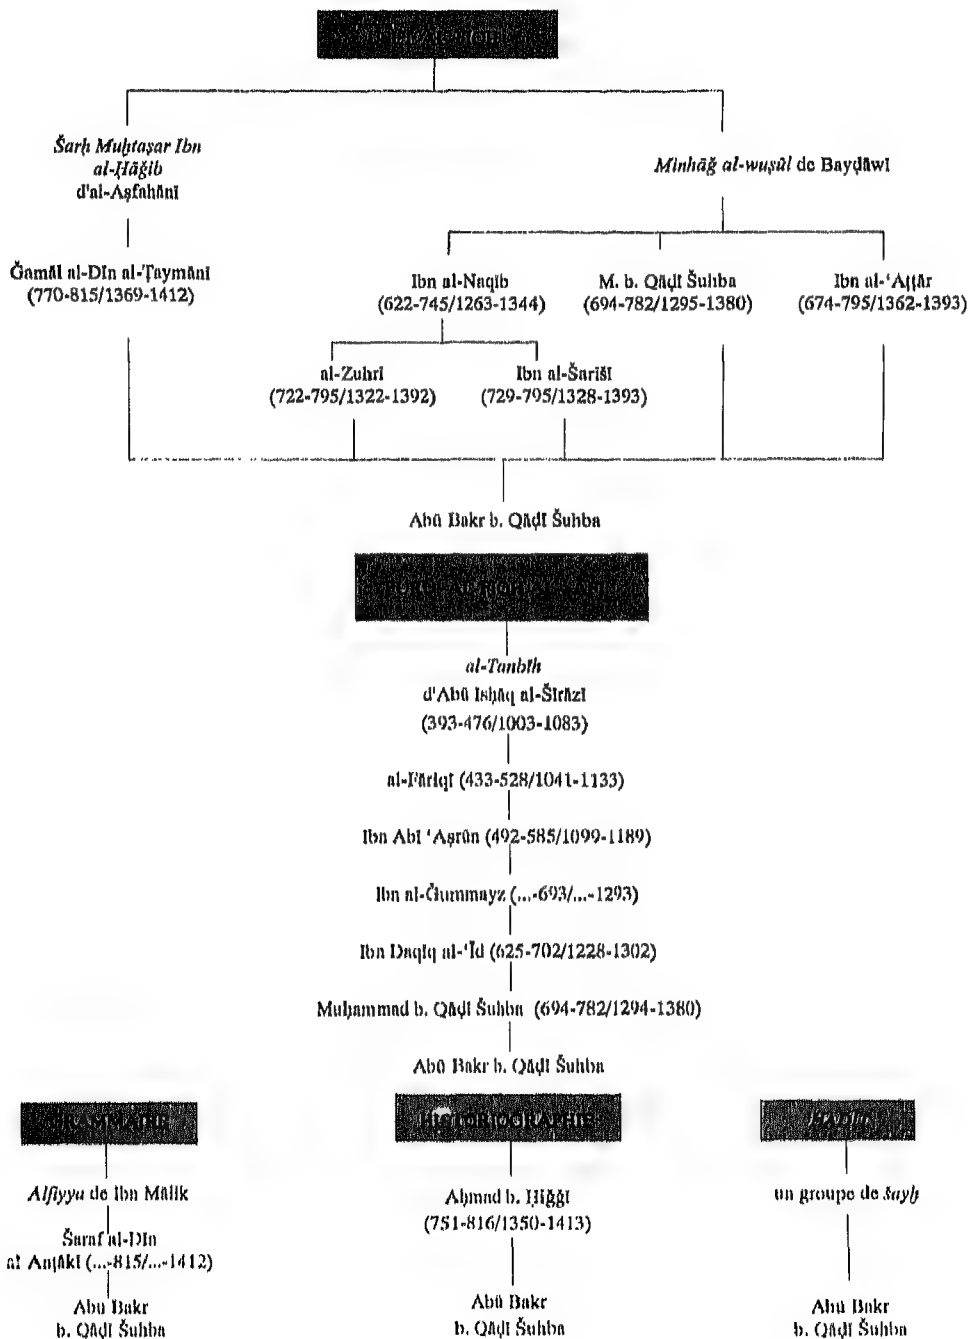 Šarḥ Muḫtaṣar Ibn
al-Ḥāǧib
d'al-Aṣfahānī
Minhāǧ al-wuṣūl de Bayḍāwī
Ǧamāl al-Dīn al-Ṭaymānī
(770-815/1369-1412)
Ibn al-Naqīb
(622-745/1263-1344)
M. b. Qāḍī Šuhba
(694-782/1295-1380)
Ibn al-‘Aṭṭār
(674-795/1362-1393)
al-Zuhrī
(722-795/1322-1392)
Ibn al-Šarīšī
(729-795/1328-1393)
Abū Bakr b. Qāḍī Šuhba
al-Tanbīh
d'Abū Isḥāq al-Šīrāzī
(393-476/1003-1083)
al-Fāriqī (433-528/1041-1133)
Ibn Abī ‘Aṣrūn (492-585/1099-1189)
Ibn al-Ǧummayz (...-693/...-1293)
Ibn Daqīq al-‘Īd (625-702/1228-1302)
Muḥammad b. Qāḍī Šuhba (694-782/1294-1380)
Abū Bakr b. Qāḍī Šuhba
GRAMMAIRE
HISTORIOGRAPHIE
Alfiyya de Ibn Mālik
Aḥmad b. Ḥiǧǧī
(751-816/1350-1413)
un groupe de šayḫ
Šaraf al-Dīn
al Anṭākī (...-815/...-1412)
Abū Bakr
b. Qāḍī Šuhba
Abū Bakr
b. Qāḍī Šuhba
Abū Bakr
b. Qāḍī Šuhba